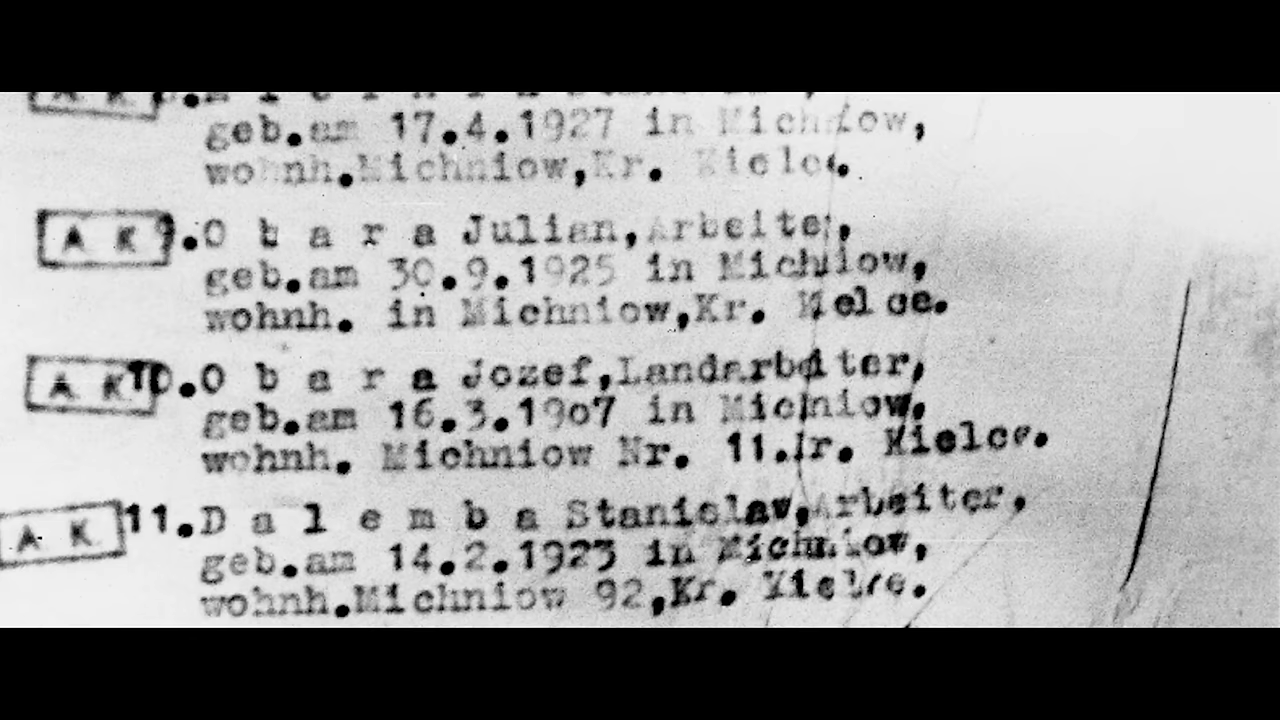 A K
geb.am 17.4.1927 in Michniow,
wohnh.Michniow,Kr. Kielce.
A K 9.O b a r a Julian,Arbeiter,
geb.am 30.9.1925 in Michniow,
wohnh. in Michniow,Kr. Kielce.
A K 10.O b a r a Jozef,Landarbeiter,
geb.am 16.3.19o7 in Michniow,
wohnh. Michniow Nr. 11.Kr. Kielce.
A K 11.D a l e m b a Stanislaw,Arbeiter,
geb.am 14.2.1923 in Michniow,
wohnh.Michniow 92,Kr. Kielce.